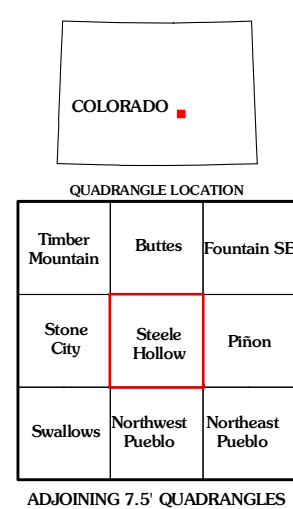 COLORADO
QUADRANGLE LOCATION
Timber
Mountain
Buttes
Fountain SE
Stone
City
Steele
Hollow
Piñon
Swallows
Northwest
Pueblo
Northeast
Pueblo
ADJOINING 7.5' QUADRANGLES